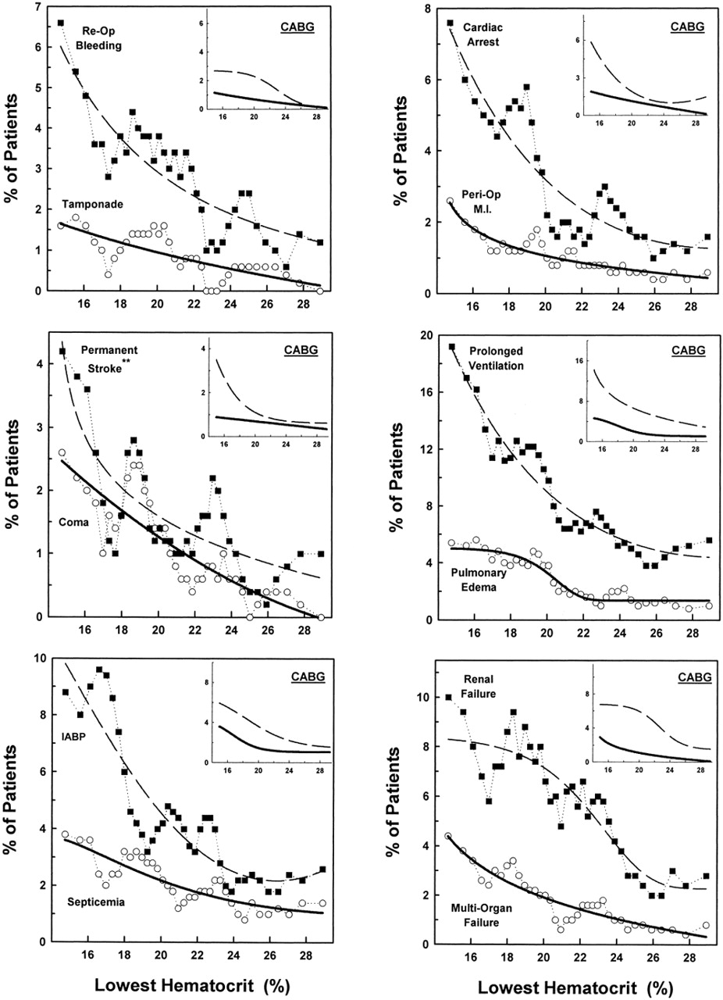 % of Patients
7
6
5
4
3
2
1
0
Re-Op
Bleeding
Tamponade
CABG
6
4
2
0
16 20 24 28
16 18 20 22 24 26 28
% of Patients
8
6
4
2
0
Cardiac
Arrest
Peri-Op
M.I.
CABG
6
3
0
16 20 24 28
16 18 20 22 24 26 28
% of Patients
4
3
2
1
0
Permanent
Stroke**
Coma
CABG
4
2
0
16 20 24 28
16 18 20 22 24 26 28
% of Patients
20
16
12
8
4
0
Prolonged
Ventilation
Pulmonary
Edema
CABG
16
8
0
16 20 24 28
16 18 20 22 24 26 28
% of Patients
10
8
6
4
2
0
IABP
Septicemia
CABG
8
4
0
16 20 24 28
16 18 20 22 24 26 28
Lowest Hematocrit (%)
% of Patients
10
8
6
4
2
0
Renal
Failure
Multi-Organ
Failure
CABG
8
4
0
16 20 24 28
16 18 20 22 24 26 28
Lowest Hematocrit (%)